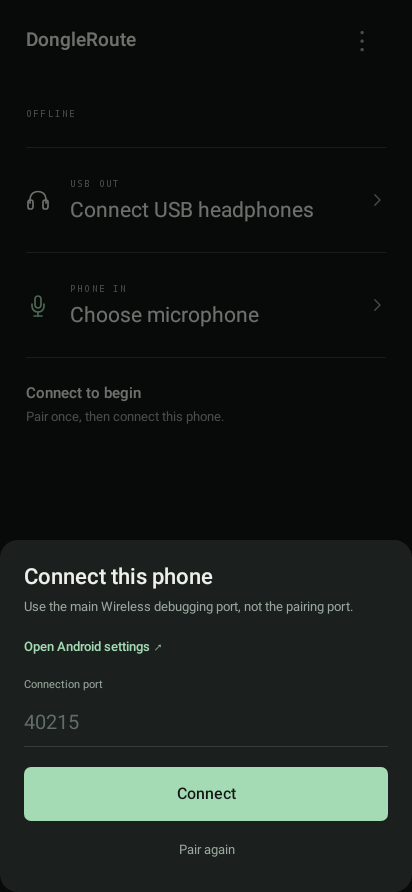 DongleRoute
OFFLINE
USB OUT
Connect USB headphones
PHONE IN
Choose microphone
Connect to begin
Pair once, then connect this phone.
Connect this phone
Use the main Wireless debugging port, not the pairing port.
Open Android settings ↗
Connection port
40215
Connect
Pair again